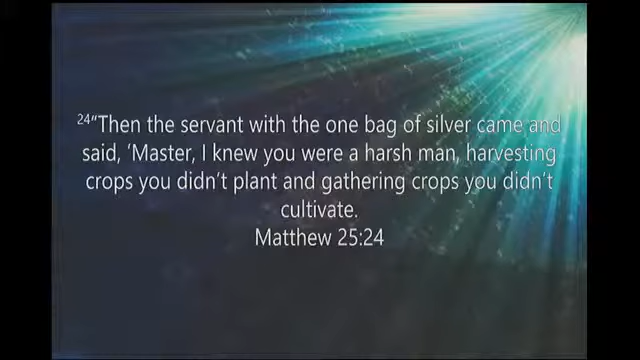 ²⁴“Then the servant with the one bag of silver came and
said, ‘Master, I knew you were a harsh man, harvesting
crops you didn’t plant and gathering crops you didn’t
cultivate.
Matthew 25:24